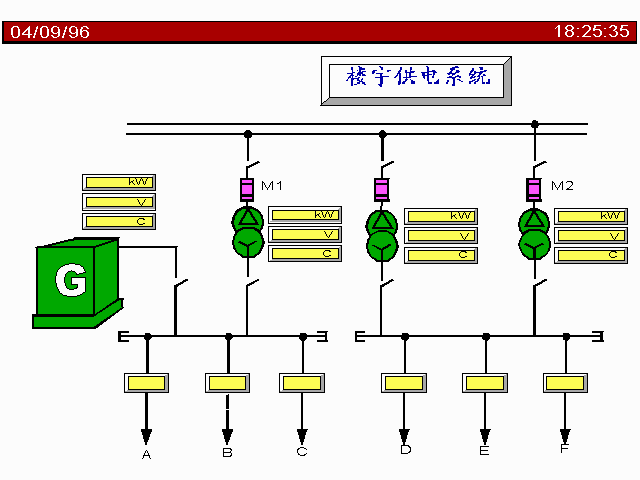 04/09/96 18:25:35
楼宇供电系统
M1 M2
kW
V
C
kW kW kW
V V V
C C C
G
A B C D E F